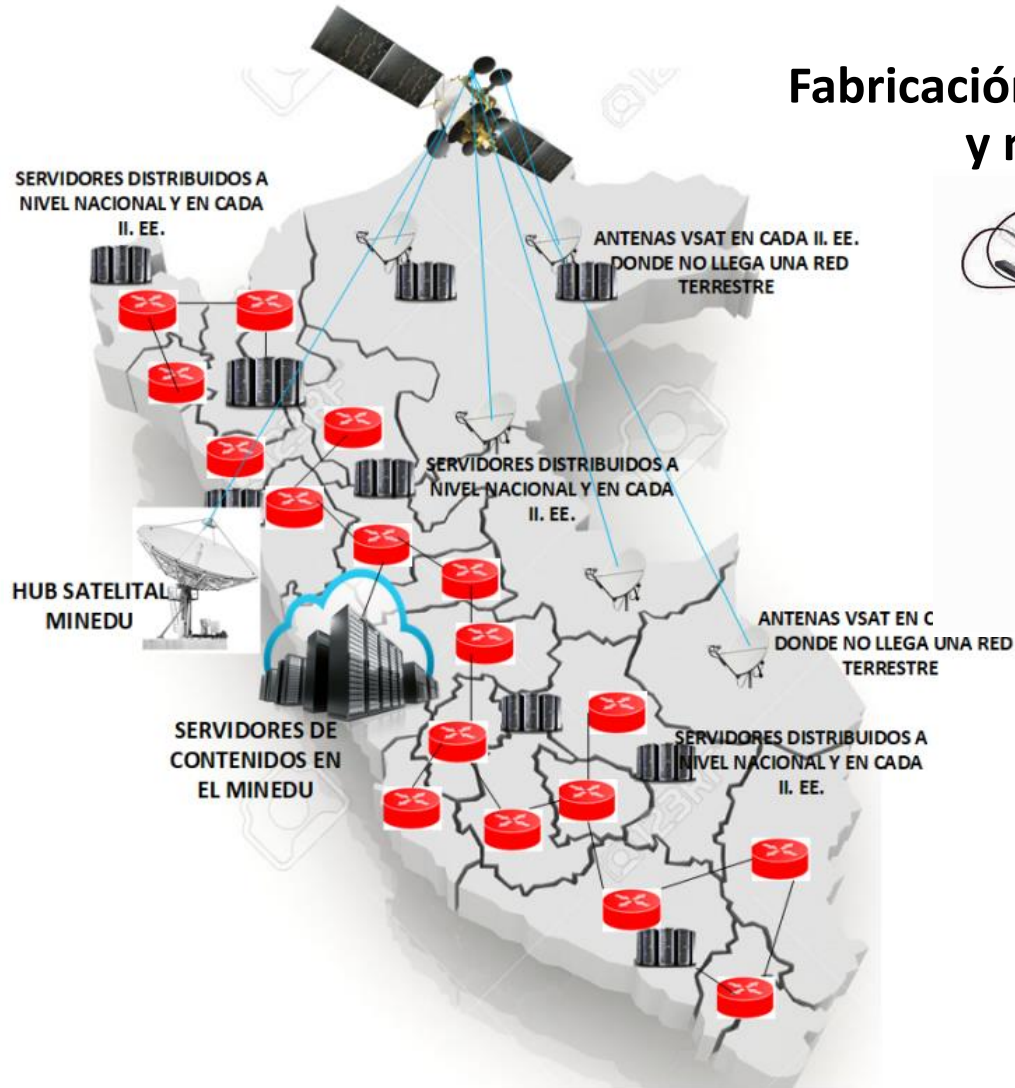 Fabricación
y
SERVIDORES DISTRIBUIDOS A
NIVEL NACIONAL Y EN CADA
II. EE.
ANTENAS VSAT EN CADA II. EE.
DONDE NO LLEGA UNA RED
TERRESTRE
SERVIDORES DISTRIBUIDOS A
NIVEL NACIONAL Y EN CADA
II. EE.
HUB SATELITAL
MINEDU
ANTENAS VSAT EN C
DONDE NO LLEGA UNA RED
TERRESTRE
SERVIDORES DE
CONTENIDOS EN
EL MINEDU
SERVIDORES DISTRIBUIDOS A
NIVEL NACIONAL Y EN CADA
II. EE.